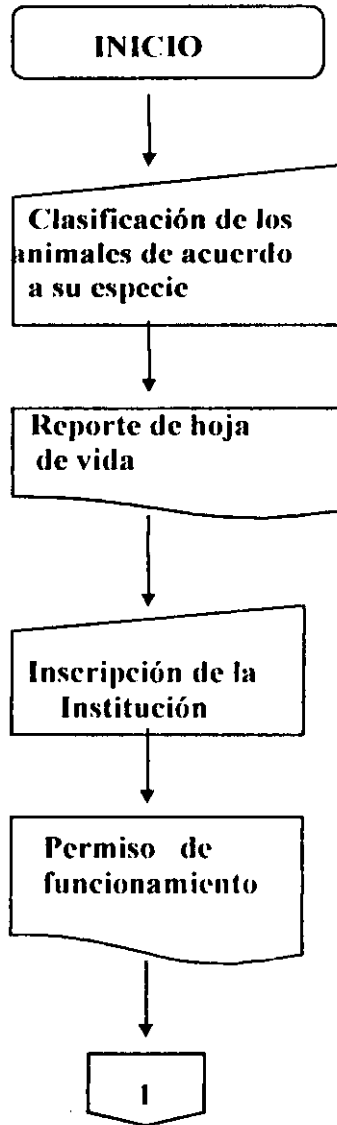 INICIO
Clasificación de los
animales de acuerdo
a su especie
Reporte de hoja
de vida
Inscripción de la
Institución
Permiso de
funcionamiento
1